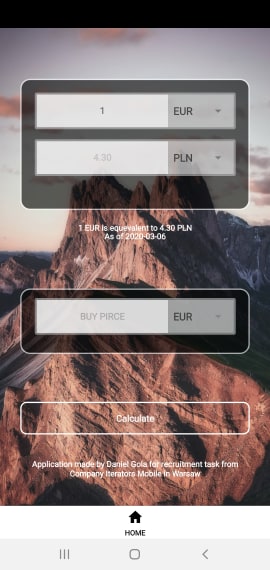 1
EUR
4.30
PLN
1 EUR is equevalent to 4.30 PLN
As of 2020-03-06
BUY PIRCE
EUR
Calculate
Application made by Daniel Gola for recruitment task from
Company Iterators Mobile in Warsaw
HOME